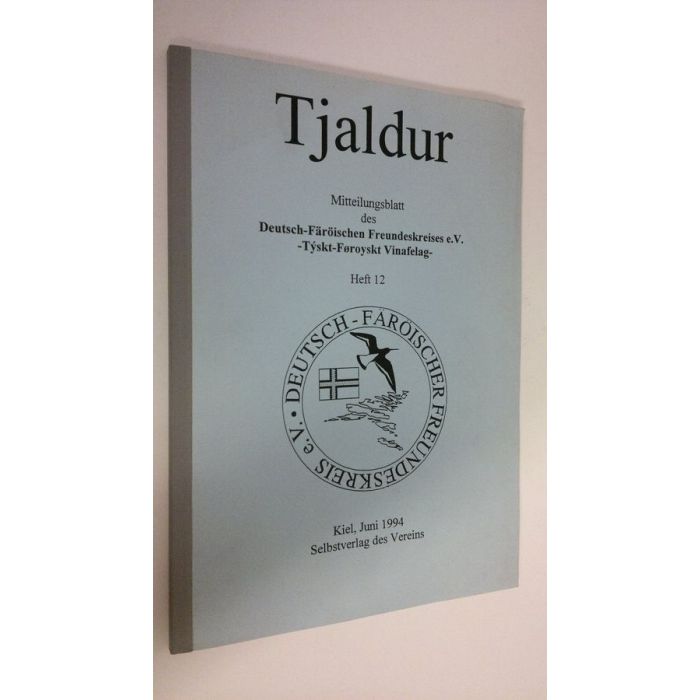 Tjaldur
Mitteilungsblatt
des
Deutsch-Färöischen Freundeskreises e.V.
-Týskt-Føroyskt Vinafelag-
Heft 12
DEUTSCH-FÄRÖISCHER FREUNDESKREIS e.V. •
Kiel, Juni 1994
Selbstverlag des Vereins